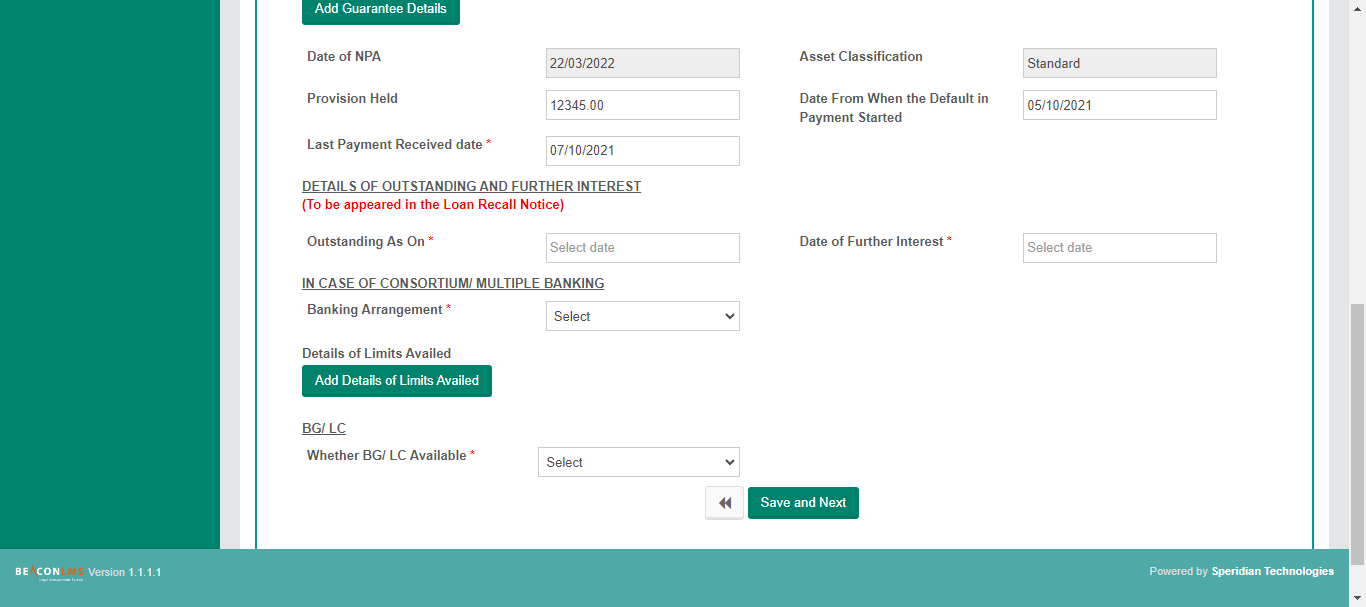 Add Guarantee Details
Date of NPA
22/03/2022
Asset Classification
Standard
Provision Held
12345.00
Date From When the Default in
Payment Started
05/10/2021
Last Payment Received date *
07/10/2021
DETAILS OF OUTSTANDING AND FURTHER INTEREST
(To be appeared in the Loan Recall Notice)
Outstanding As On *
Select date
Date of Further Interest *
Select date
IN CASE OF CONSORTIUM/ MULTIPLE BANKING
Banking Arrangement *
Select
Details of Limits Availed
Add Details of Limits Availed
BG/ LC
Whether BG/ LC Available *
Select
Save and Next
BEACONLMS Version 1.1.1.1
Powered by Speridian Technologies